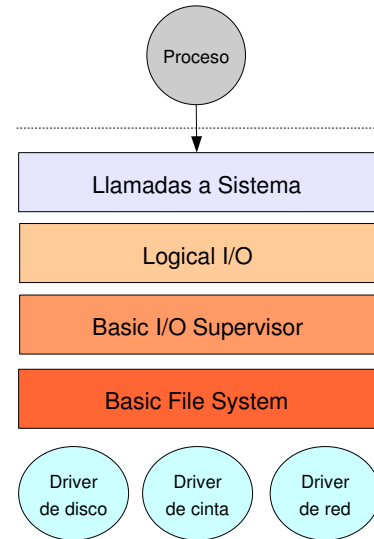 Proceso
Llamadas a Sistema
Logical I/O
Basic I/O Supervisor
Basic File System
Driver
de disco
Driver
de cinta
Driver
de red